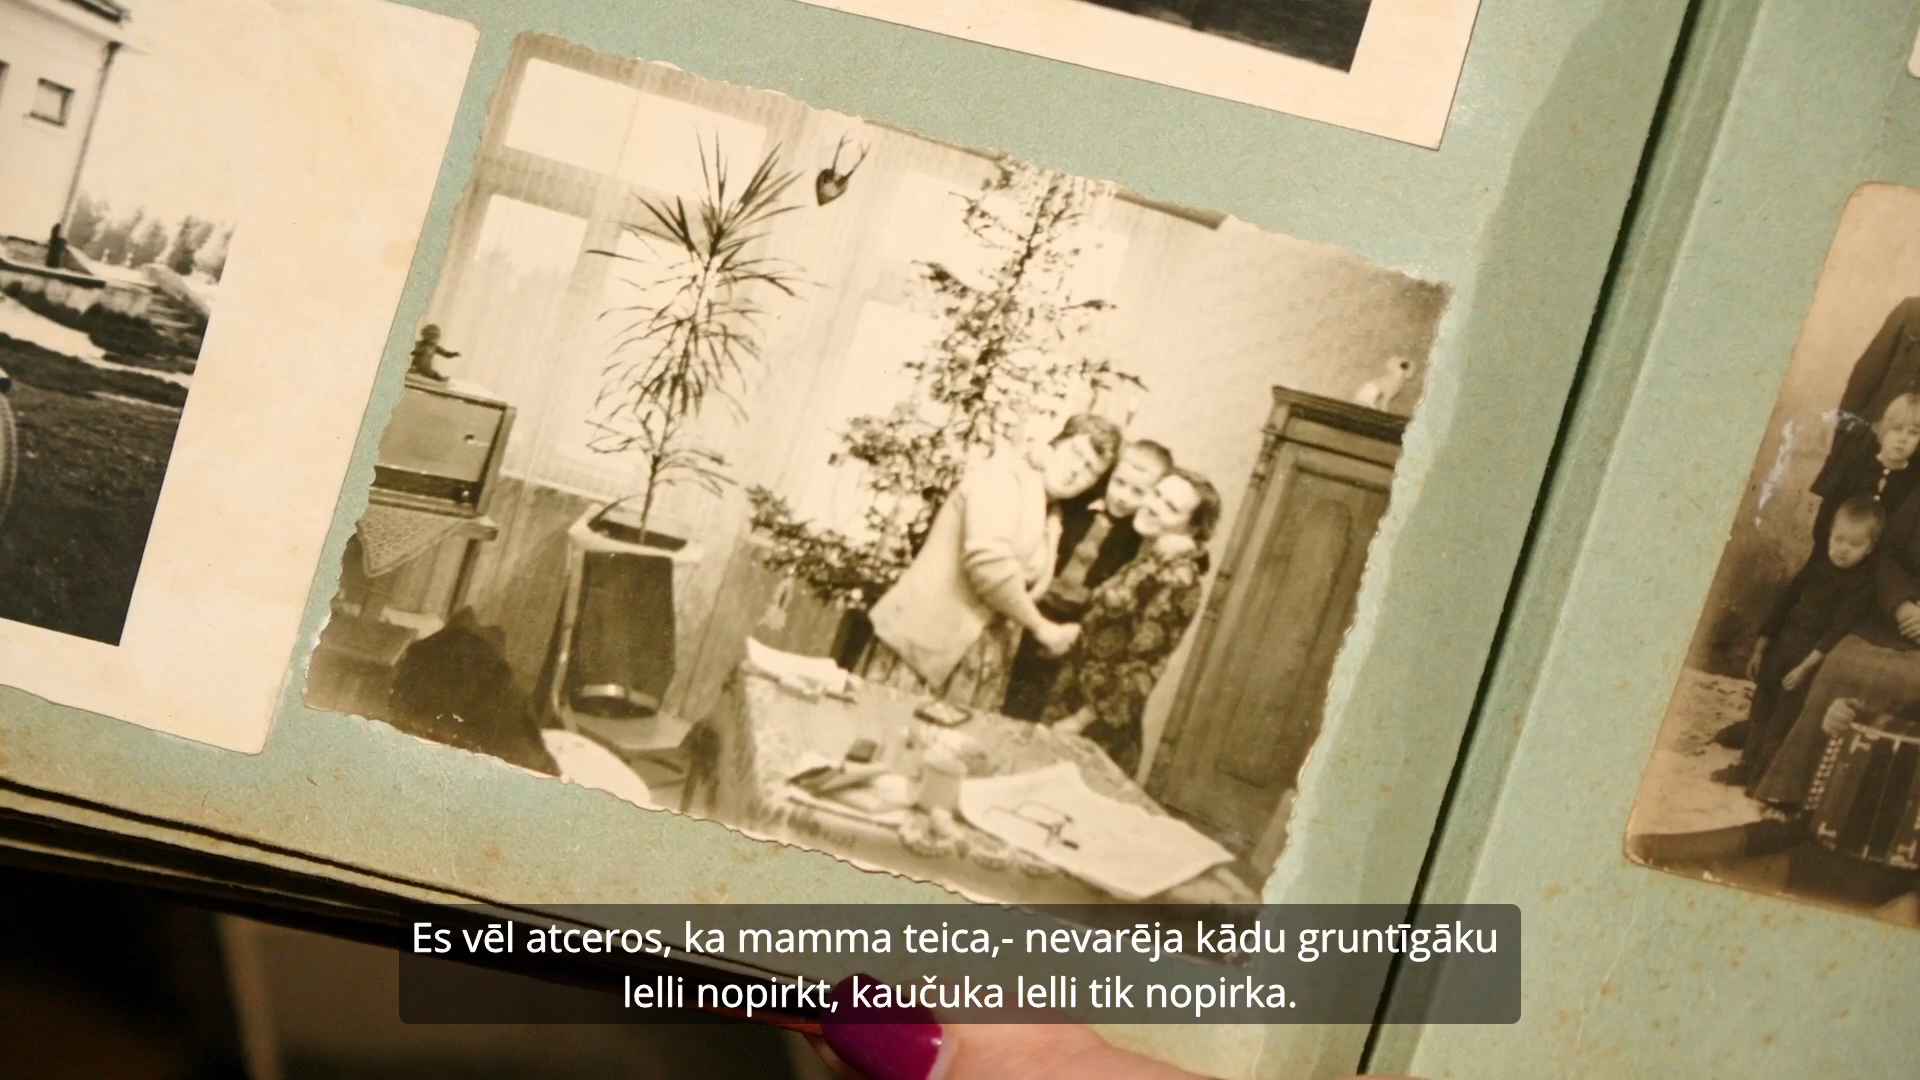 Es vēl atceros, ka mamma teica,- nevarēja kādu gruntīgāku
lelli nopirkt, kaučuka lelli tik nopirka.